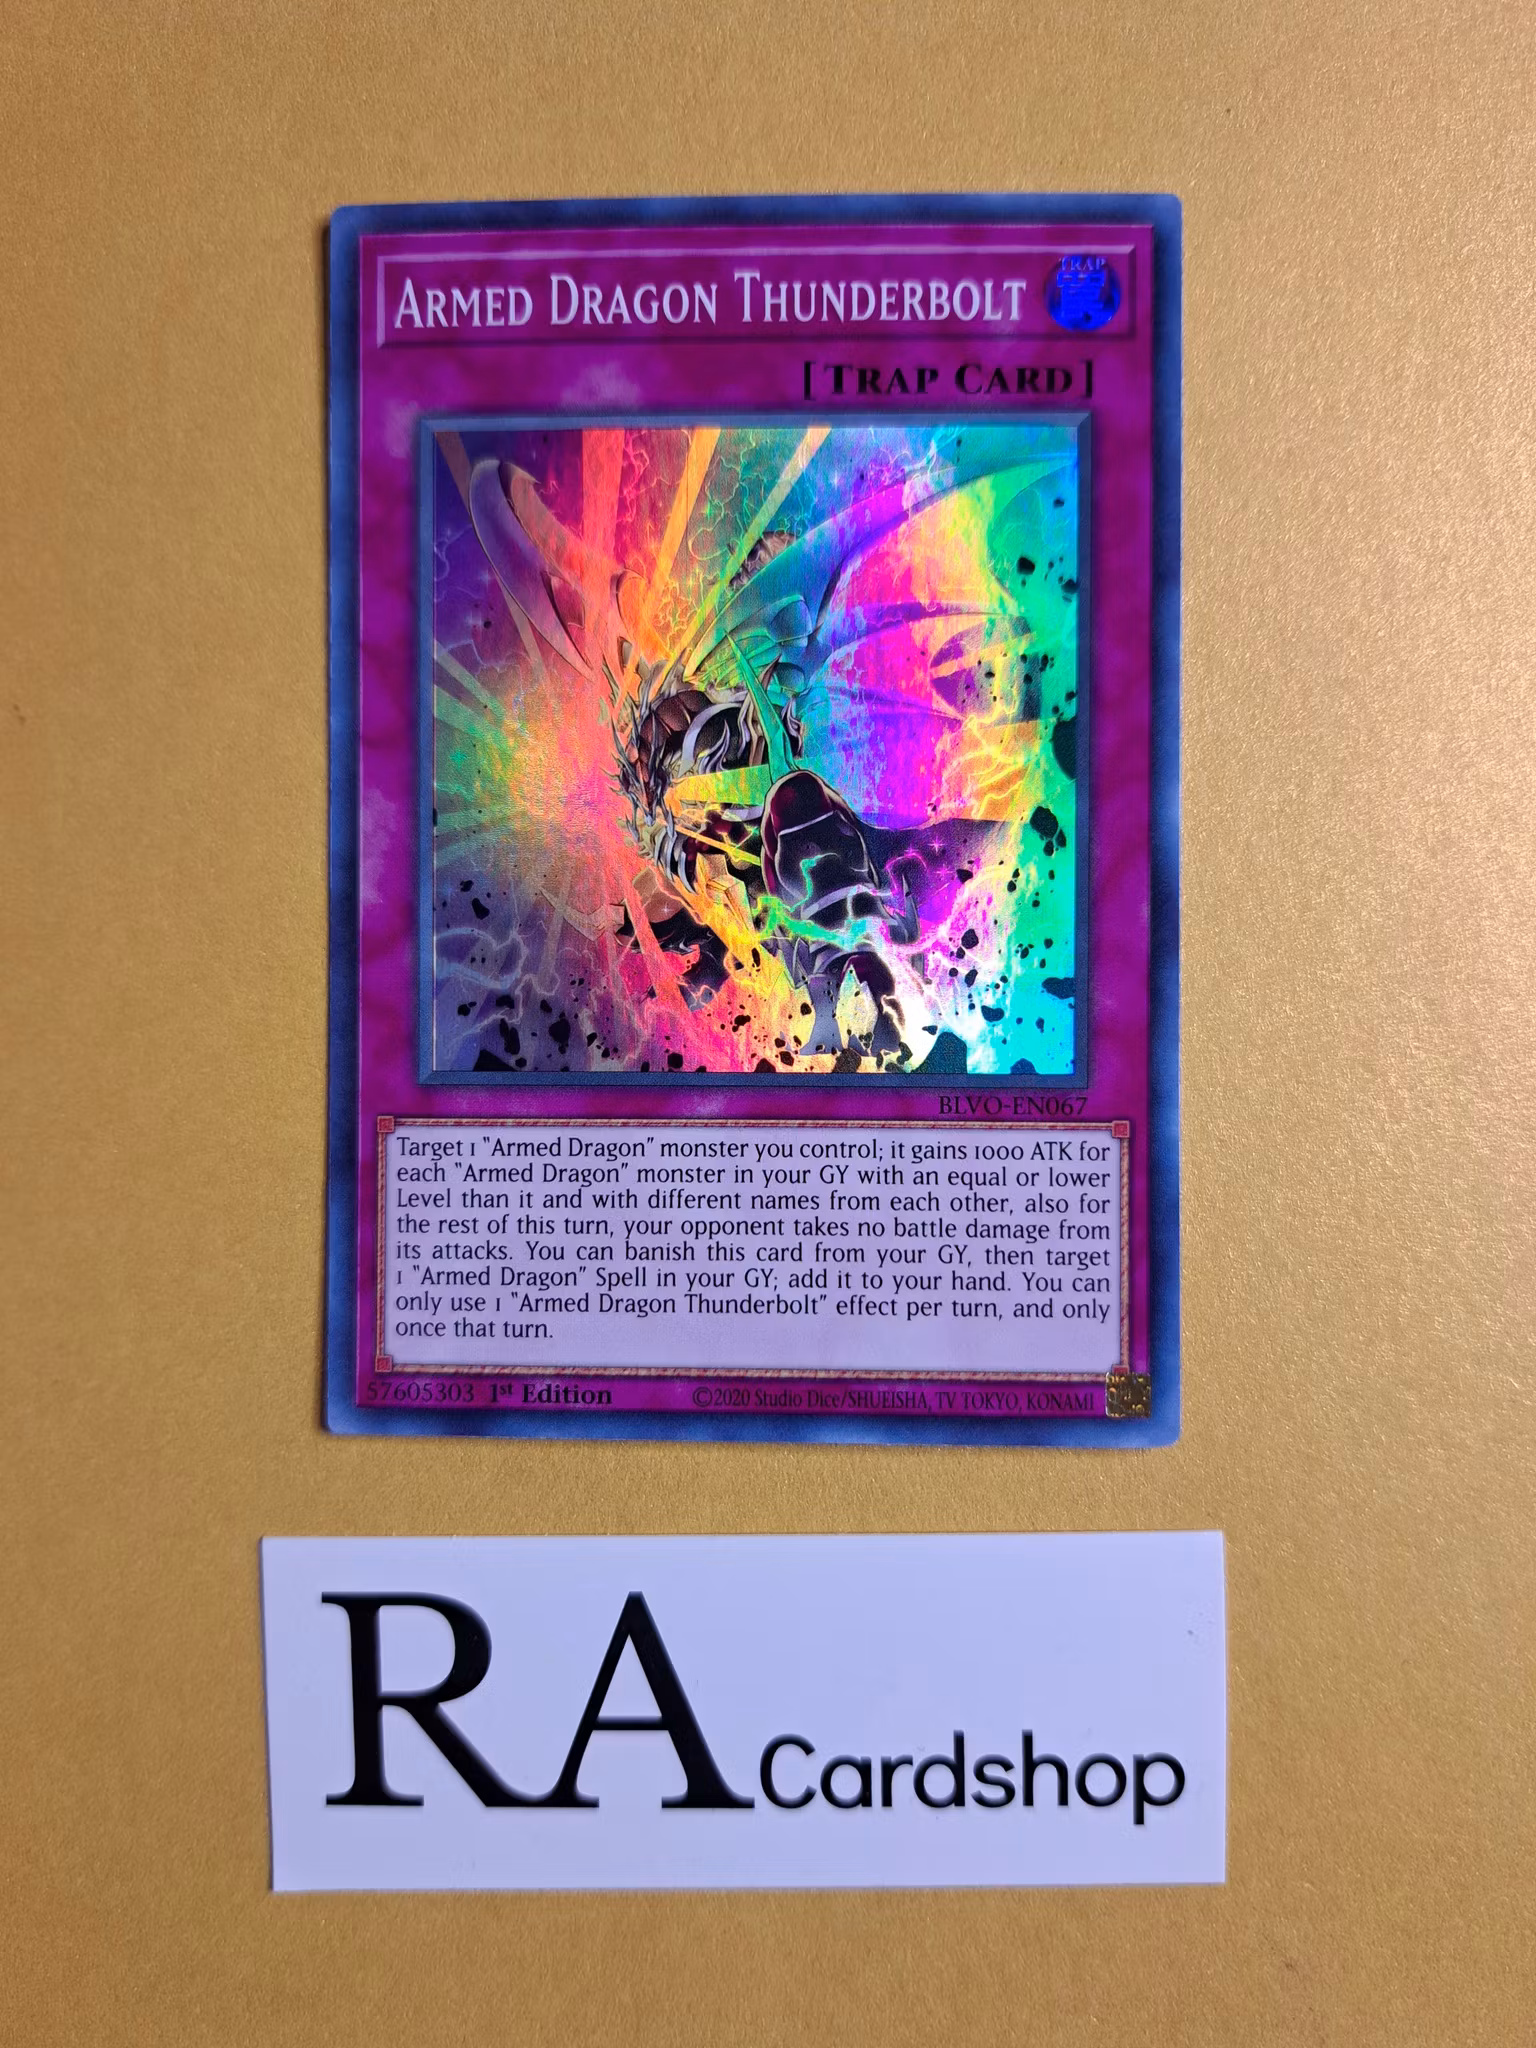 ARMED DRAGON THUNDERBOLT
TRAP
[TRAP CARD]
BLVO-EN067
Target 1 "Armed Dragon" monster you control; it gains 1000 ATK for
each "Armed Dragon" monster in your GY with an equal or lower
Level than it and with different names from each other, also for
the rest of this turn, your opponent takes no battle damage from
its attacks. You can banish this card from your GY, then target
1 "Armed Dragon" Spell in your GY; add it to your hand. You can
only use 1 "Armed Dragon Thunderbolt" effect per turn, and only
once that turn.
57605303 1st Edition ©2020 Studio Dice/SHUEISHA, TV TOKYO, KONAMI
RA Cardshop